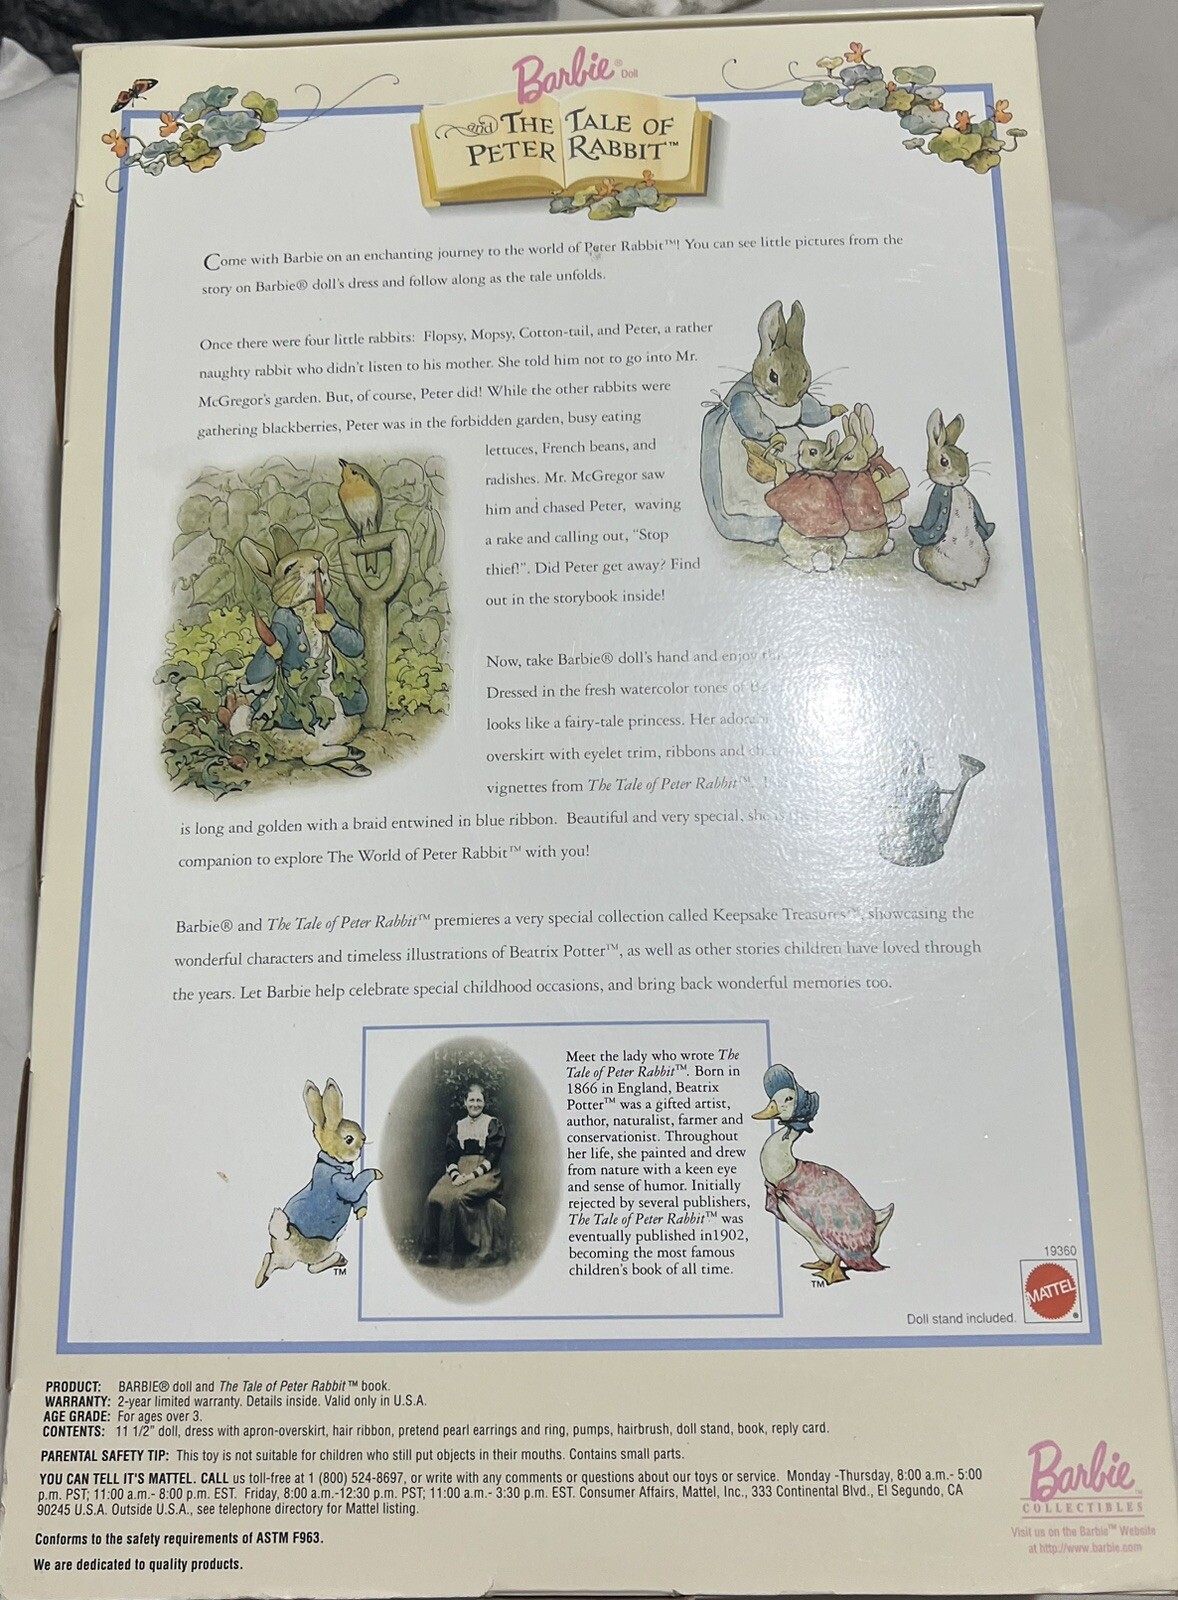 Barbie® Doll
and THE TALE OF
PETER RABBIT™
Come with Barbie on an enchanting journey to the world of Peter Rabbit™! You can see little pictures from the
story on Barbie® doll's dress and follow along as the tale unfolds.
Once there were four little rabbits: Flopsy, Mopsy, Cotton-tail, and Peter, a rather
naughty rabbit who didn't listen to his mother. She told him not to go into Mr.
McGregor's garden. But, of course, Peter did! While the other rabbits were
gathering blackberries, Peter was in the forbidden garden, busy eating
lettuces, French beans, and
radishes. Mr. McGregor saw
him and chased Peter, waving
a rake and calling out, "Stop
thief!". Did Peter get away? Find
out in the storybook inside!
Now, take Barbie® doll's hand and enjoy
Dressed in the fresh watercolor tones of
looks like a fairy-tale princess. Her
overskirt with eyelet trim, ribbons and
vignettes from The Tale of Peter Rabbit™.
is long and golden with a braid entwined in blue ribbon. Beautiful and very special, she
companion to explore The World of Peter Rabbit™ with you!
Barbie® and The Tale of Peter Rabbit™ premieres a very special collection called Keepsake Treasures™, showcasing the
wonderful characters and timeless illustrations of Beatrix Potter™, as well as other stories children have loved through
the years. Let Barbie help celebrate special childhood occasions, and bring back wonderful memories too.
Meet the lady who wrote The
Tale of Peter Rabbit™. Born in
1866 in England, Beatrix
Potter™ was a gifted artist,
author, naturalist, farmer and
conservationist. Throughout
her life, she painted and drew
from nature with a keen eye
and sense of humor. Initially
rejected by several publishers,
The Tale of Peter Rabbit™ was
eventually published in1902,
becoming the most famous
children's book of all time.
TM
TM
19360
MATTEL®
Doll stand included.
PRODUCT: BARBIE® doll and The Tale of Peter Rabbit™ book.
WARRANTY: 2-year limited warranty. Details inside. Valid only in U.S.A.
AGE GRADE: For ages over 3.
CONTENTS: 11 1/2" doll, dress with apron-overskirt, hair ribbon, pretend pearl earrings and ring, pumps, hairbrush, doll stand, book, reply card.
PARENTAL SAFETY TIP: This toy is not suitable for children who still put objects in their mouths. Contains small parts.
YOU CAN TELL IT'S MATTEL. CALL us toll-free at 1 (800) 524-8697, or write with any comments or questions about our toys or service. Monday -Thursday, 8:00 a.m.- 5:00
p.m. PST; 11:00 a.m.- 8:00 p.m. EST. Friday, 8:00 a.m.-12:30 p.m. PST; 11:00 a.m.- 3:30 p.m. EST. Consumer Affairs, Mattel, Inc., 333 Continental Blvd., El Segundo, CA
90245 U.S.A. Outside U.S.A., see telephone directory for Mattel listing.
Conforms to the safety requirements of ASTM F963.
We are dedicated to quality products.
Barbie™
COLLECTIBLES
Visit us on the Barbie™ Website
at http://www.barbie.com